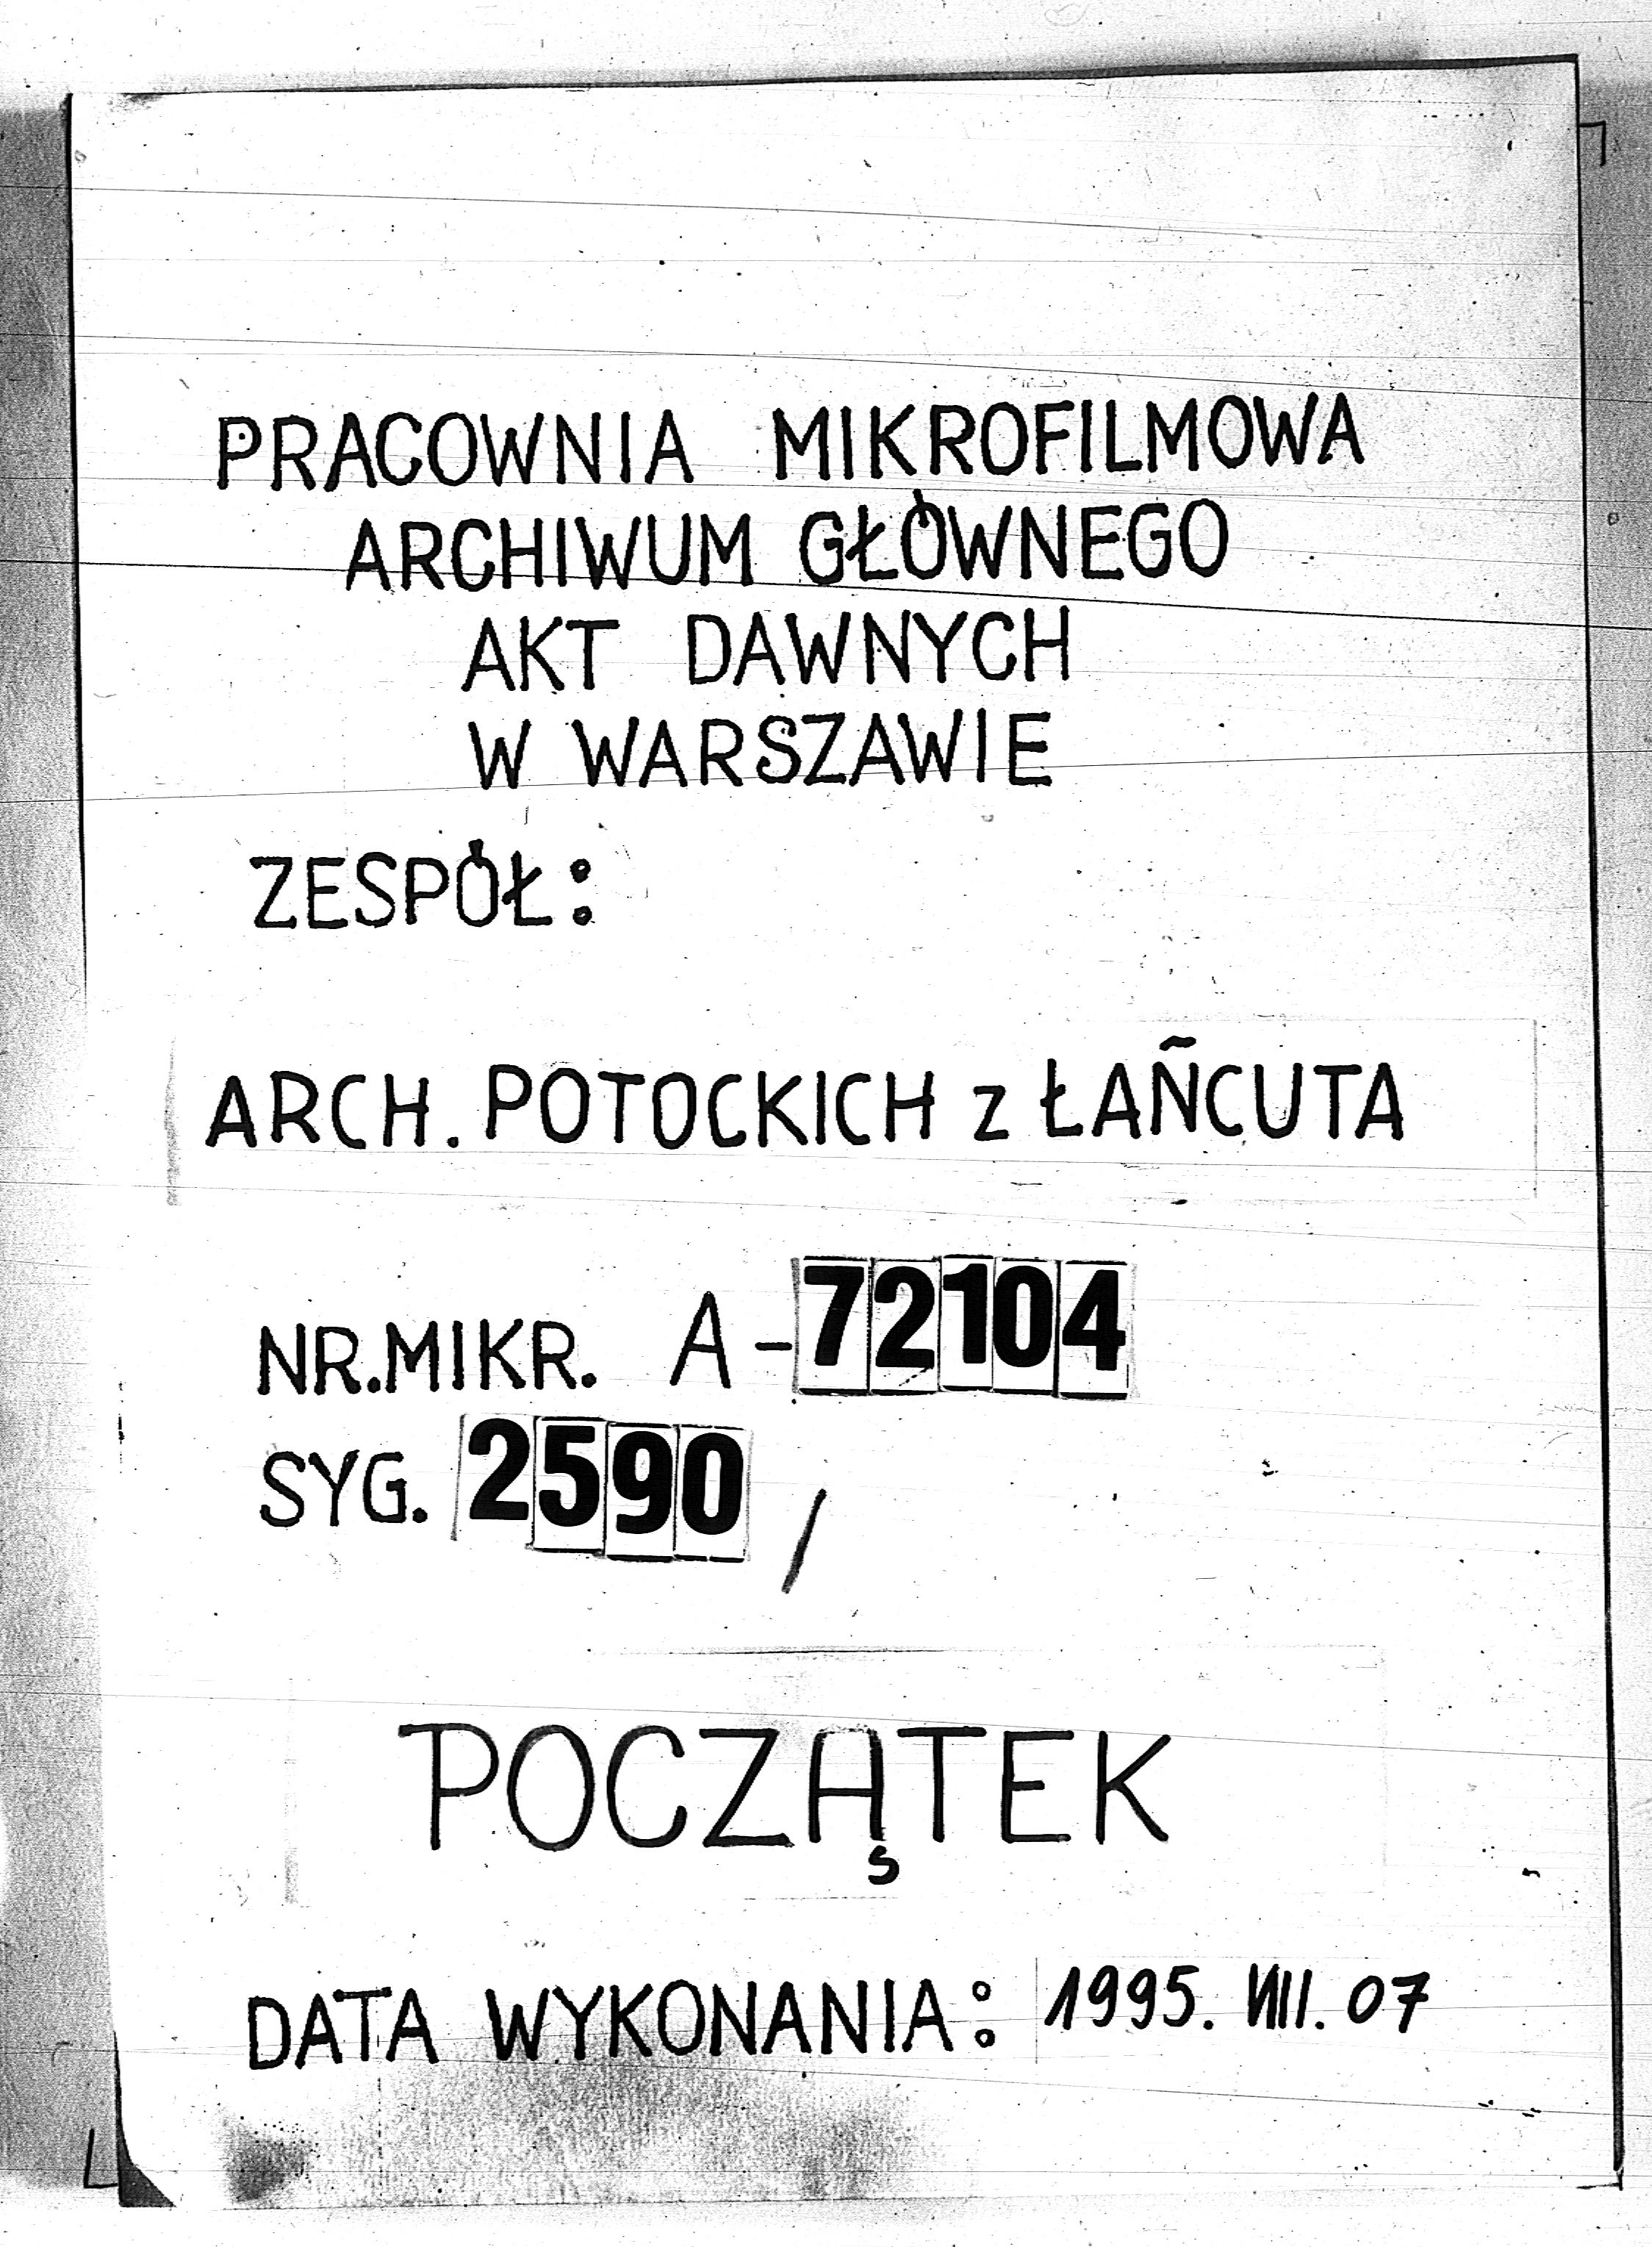 PRACOWNIA MIKROFILMOWA
ARCHIWUM GŁÓWNEGO
AKT DAWNYCH
W WARSZAWIE
ZESPÓŁ:
ARCH. POTOCKICH z ŁAÑCUTA
NR.MIKR. A-72104
SYG. 2590 /
POCZĄTEK
DATA WYKONANIA: 1995. VIII. 07